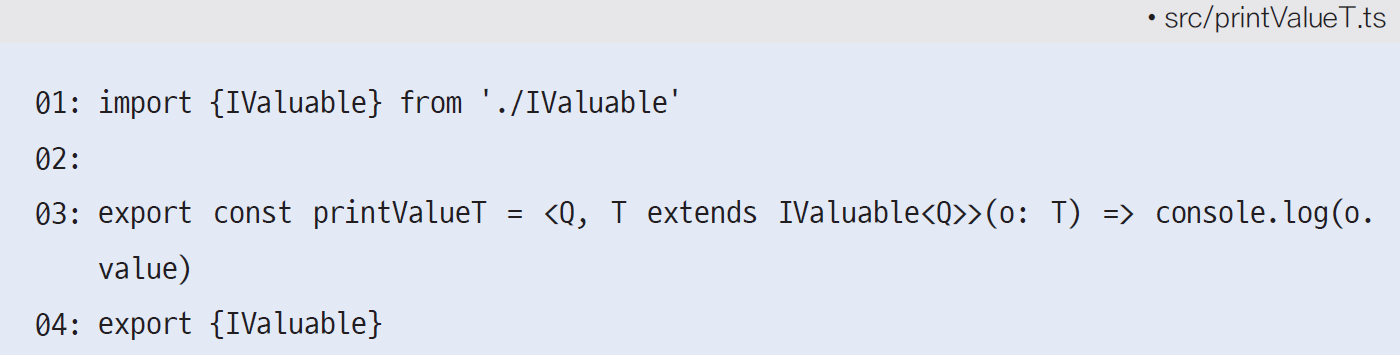 • src/printValueT.ts
01: import {IValuable} from './IValuable'
02:
03: export const printValueT = <Q, T extends IValuable<Q>>(o: T) => console.log(o.
value)
04: export {IValuable}